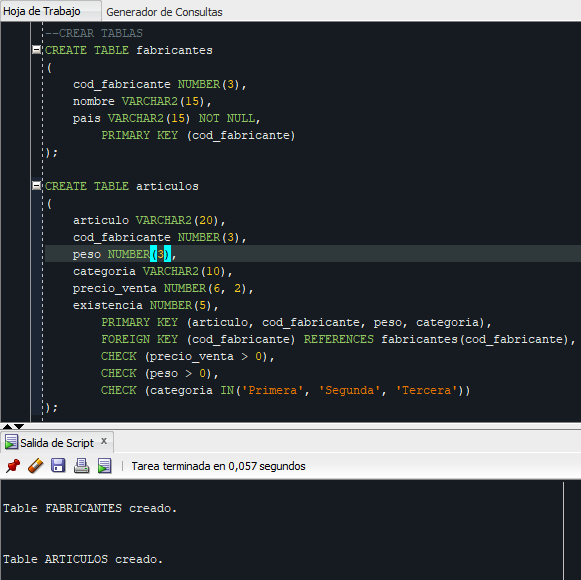 Hoja de Trabajo Generador de Consultas
--CREAR TABLAS
CREATE TABLE fabricantes
(
    cod_fabricante NUMBER(3),
    nombre VARCHAR2(15),
    pais VARCHAR2(15) NOT NULL,
        PRIMARY KEY (cod_fabricante)
);

CREATE TABLE articulos
(
    articulo VARCHAR2(20),
    cod_fabricante NUMBER(3),
    peso NUMBER(3),
    categoria VARCHAR2(10),
    precio_venta NUMBER(6, 2),
    existencia NUMBER(5),
        PRIMARY KEY (articulo, cod_fabricante, peso, categoria),
        FOREIGN KEY (cod_fabricante) REFERENCES fabricantes(cod_fabricante),
        CHECK (precio_venta > 0),
        CHECK (peso > 0),
        CHECK (categoria IN('Primera', 'Segunda', 'Tercera'))
);
Salida de Script x
Tarea terminada en 0,057 segundos
Table FABRICANTES creado.
Table ARTICULOS creado.